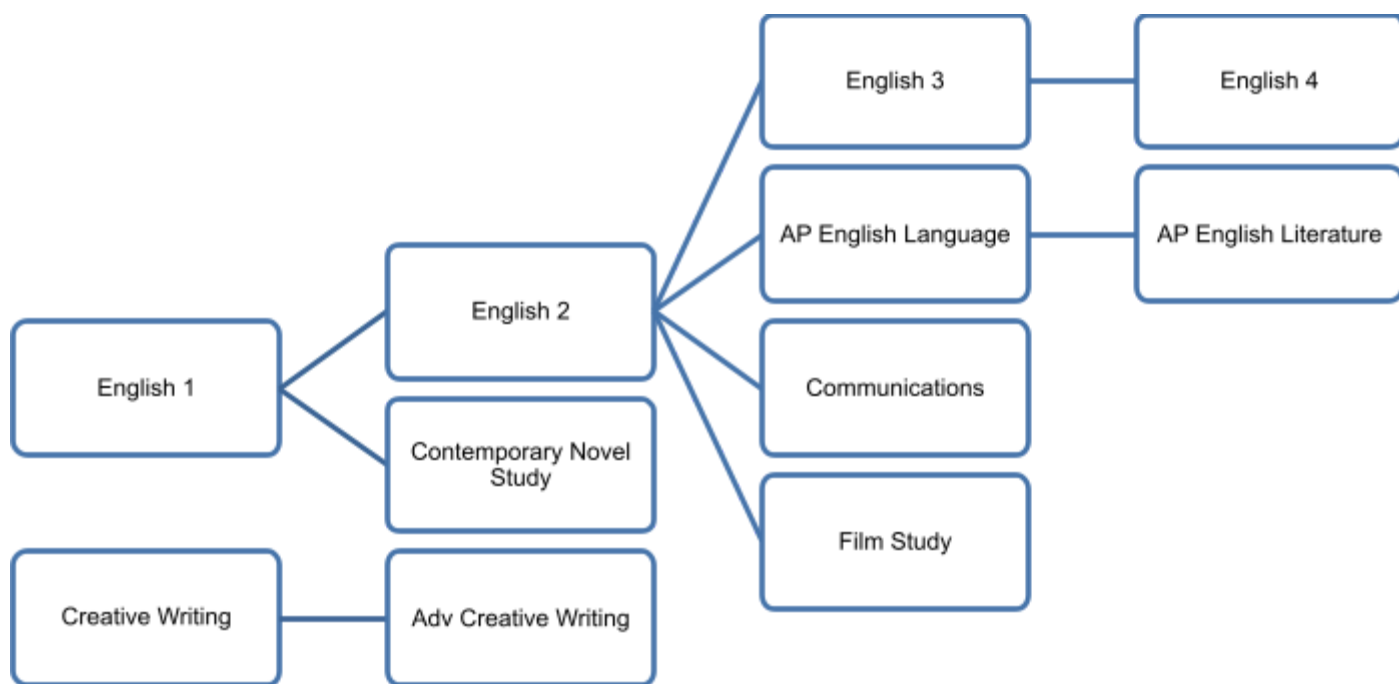 English 3
English 4
AP English Language
AP English Literature
English 2
English 1
Communications
Contemporary Novel
Study
Film Study
Creative Writing
Adv Creative Writing